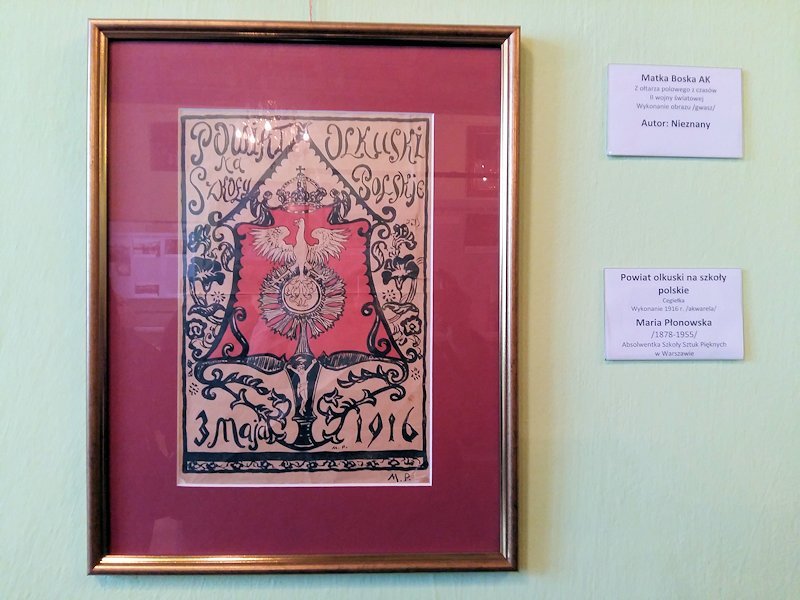 POWIAT OLKUSKI
NA
SZKOŁY POLSKIE
3 Maja 1916
M. P.
M. P.
Matka Boska AK
Z ołtarza polowego z czasów
II wojny światowej
Wykonanie obrazu /gwasz/
Autor: Nieznany
Powiat olkuski na szkoły
polskie
Cegiełka
Wykonanie 1916 r. /akwarela/
Maria Płonowska
/1878-1955/
Absolwentka Szkoły Sztuk Pięknych
w Warszawie